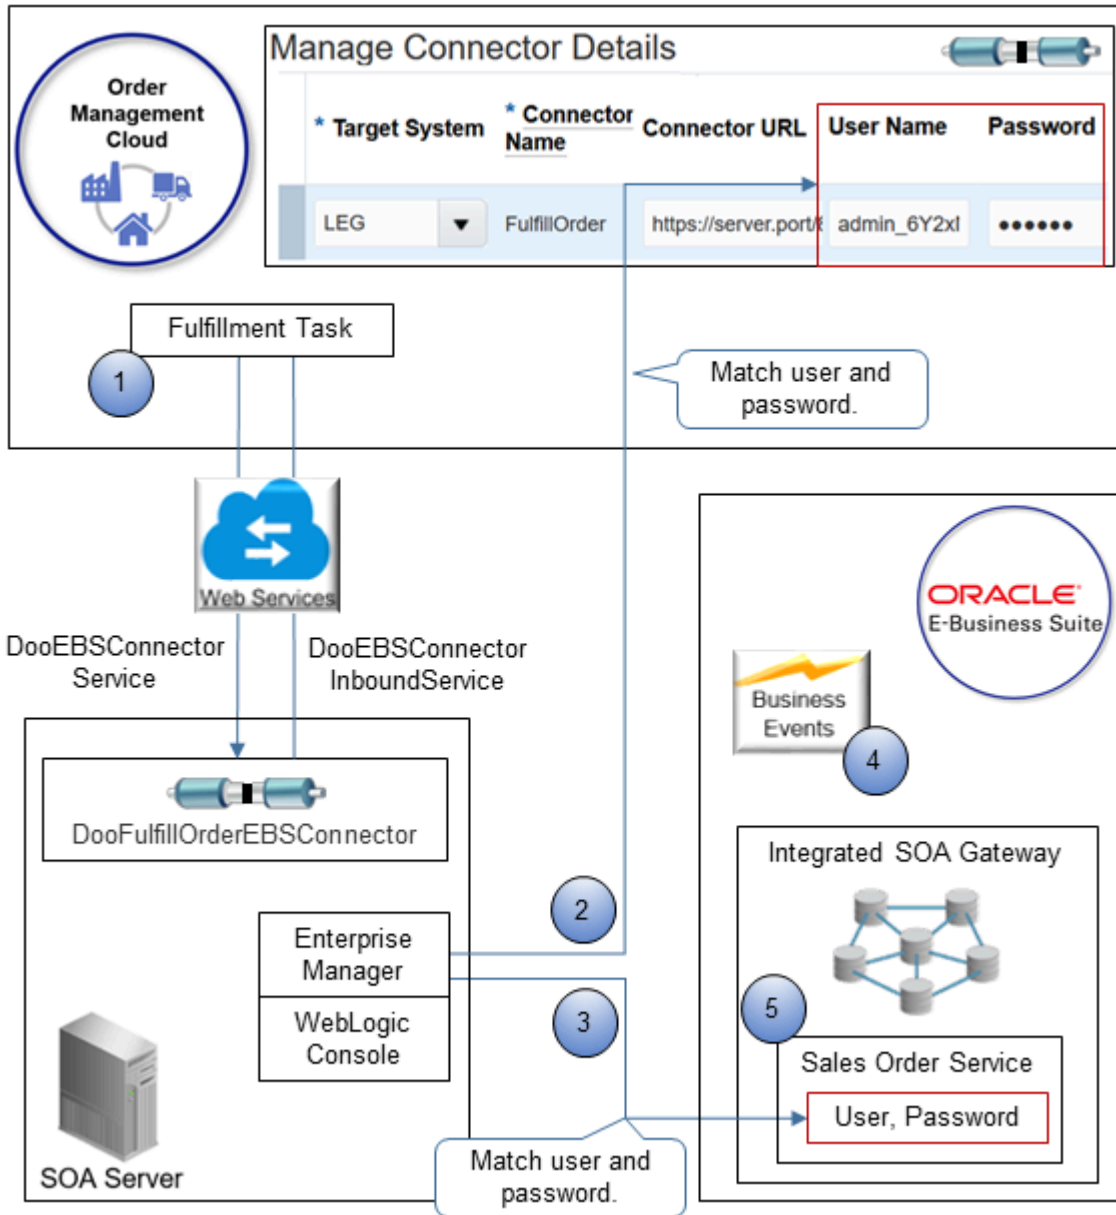 Manage Connector Details
Order
Management
Cloud
* Target System
* Connector
Name
Connector URL
User Name
Password
LEG
FulfillOrder
https://server.port/
admin_6Y2x
••••••
Fulfillment Task
1
Match user and
password.
Web Services
DooEBSConnector
Service
DooEBSConnector
InboundService
ORACLE
E-Business Suite
Business
Events
4
DooFulfillOrderEBSConnector
Integrated SOA Gateway
2
Enterprise
Manager
3
WebLogic
Console
5
Sales Order Service
User, Password
SOA Server
Match user and
password.